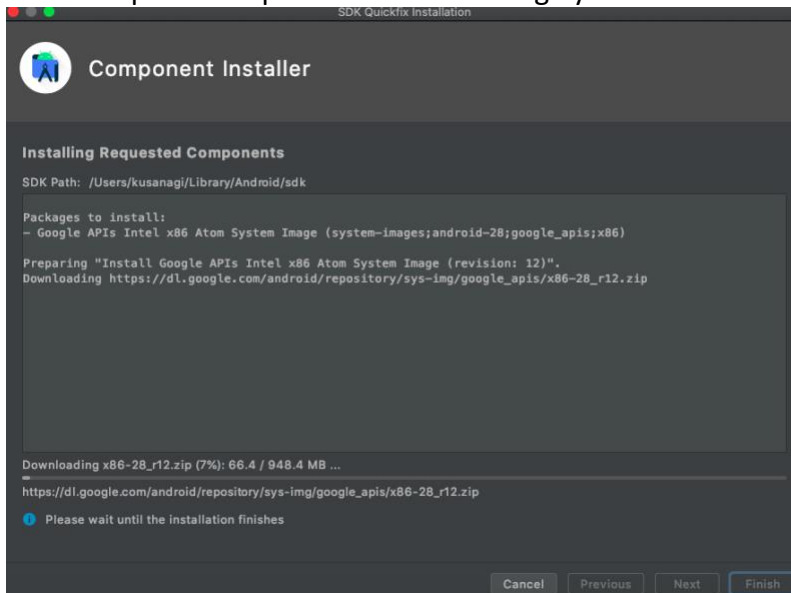 SDK Quickfix Installation
Component Installer
Installing Requested Components
SDK Path: /Users/kusanagi/Library/Android/sdk
Packages to install:
- Google APIs Intel x86 Atom System Image (system-images;android-28;google_apis;x86)
Preparing "Install Google APIs Intel x86 Atom System Image (revision: 12)".
Downloading https://dl.google.com/android/repository/sys-img/google_apis/x86-28_r12.zip
Downloading x86-28_r12.zip (7%): 66.4 / 948.4 MB ...
https://dl.google.com/android/repository/sys-img/google_apis/x86-28_r12.zip
Please wait until the installation finishes
Cancel Previous Next Finish